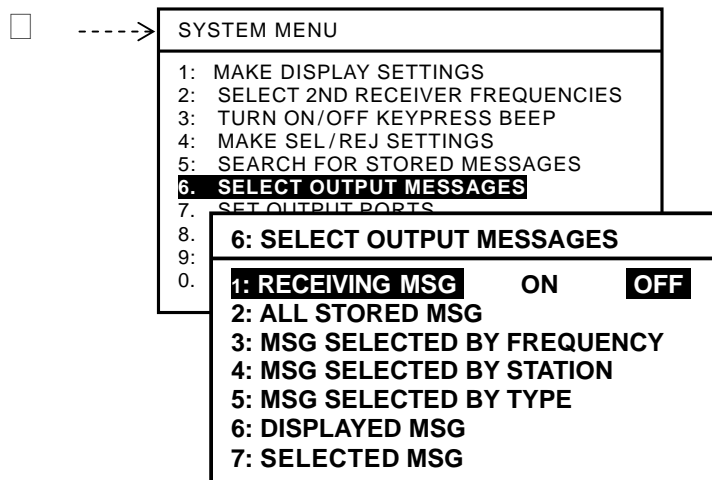 SYSTEM MENU
1: MAKE DISPLAY SETTINGS
2: SELECT 2ND RECEIVER FREQUENCIES
3: TURN ON/OFF KEYPRESS BEEP
4: MAKE SEL/REJ SETTINGS
5: SEARCH FOR STORED MESSAGES
6. SELECT OUTPUT MESSAGES
7. SET OUTPUT PORTS
8.
9:
0.
6: SELECT OUTPUT MESSAGES
1: RECEIVING MSG ON OFF
2: ALL STORED MSG
3: MSG SELECTED BY FREQUENCY
4: MSG SELECTED BY STATION
5: MSG SELECTED BY TYPE
6: DISPLAYED MSG
7: SELECTED MSG